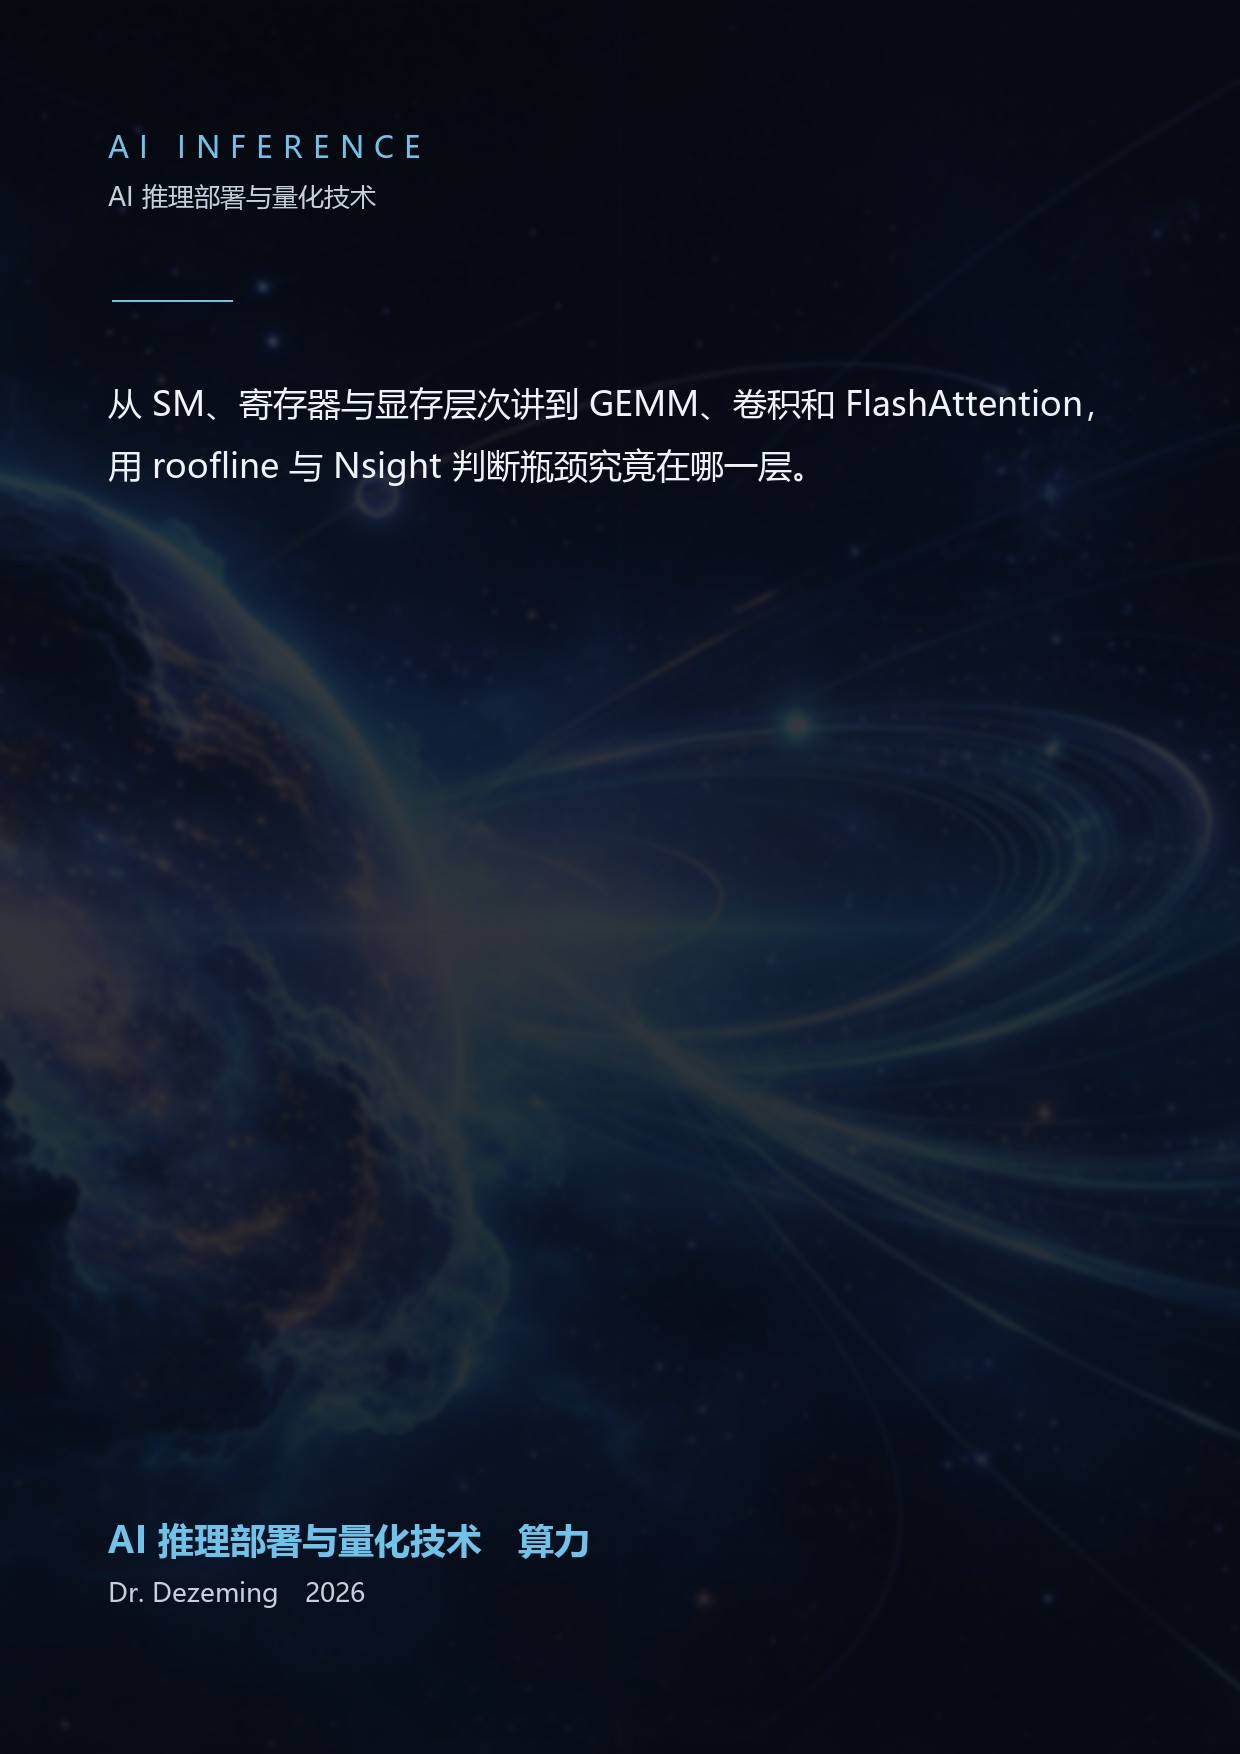 AI INFERENCE
AI 推理部署与量化技术
从 SM、寄存器与显存层次讲到 GEMM、卷积和 FlashAttention，
用 roofline 与 Nsight 判断瓶颈究竟在哪一层。
AI 推理部署与量化技术　算力
Dr. Dezeming　2026